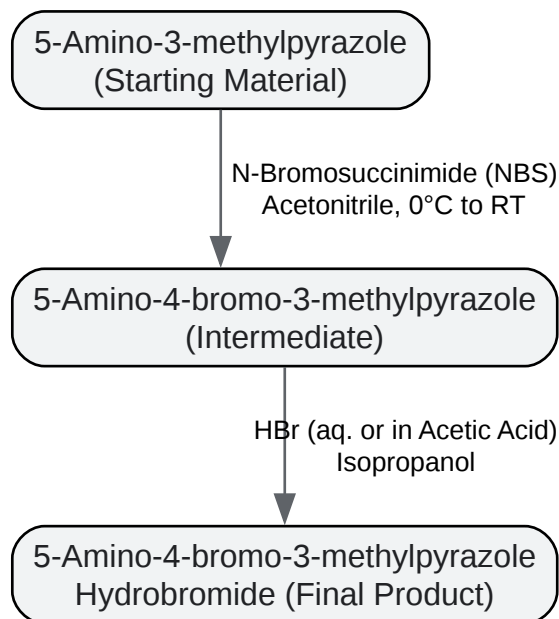 5-Amino-3-methylpyrazole
(Starting Material)
N-Bromosuccinimide (NBS)
Acetonitrile, 0°C to RT
5-Amino-4-bromo-3-methylpyrazole
(Intermediate)
HBr (aq. or in Acetic Acid)
Isopropanol
5-Amino-4-bromo-3-methylpyrazole
Hydrobromide (Final Product)